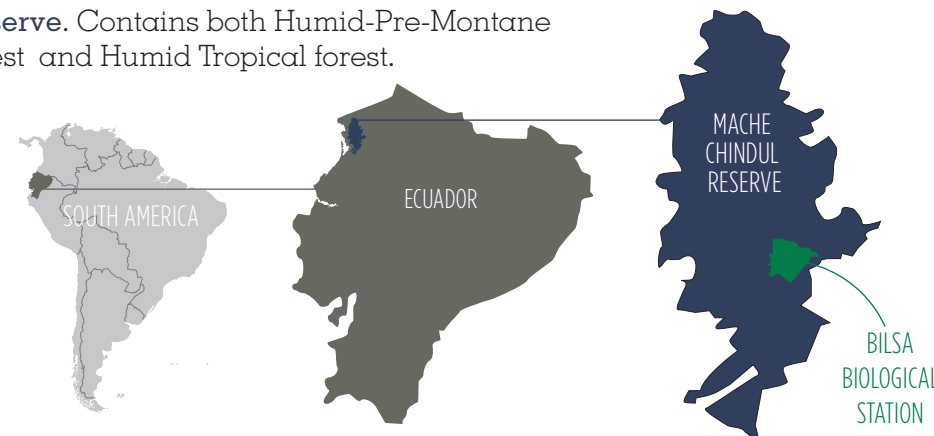 erve. Contains both Humid-Pre-Montane
est and Humid Tropical forest.
MACHE
CHINDUL
RESERVE
ECUADOR
SOUTH AMERICA
BILSA
BIOLOGICAL
STATION